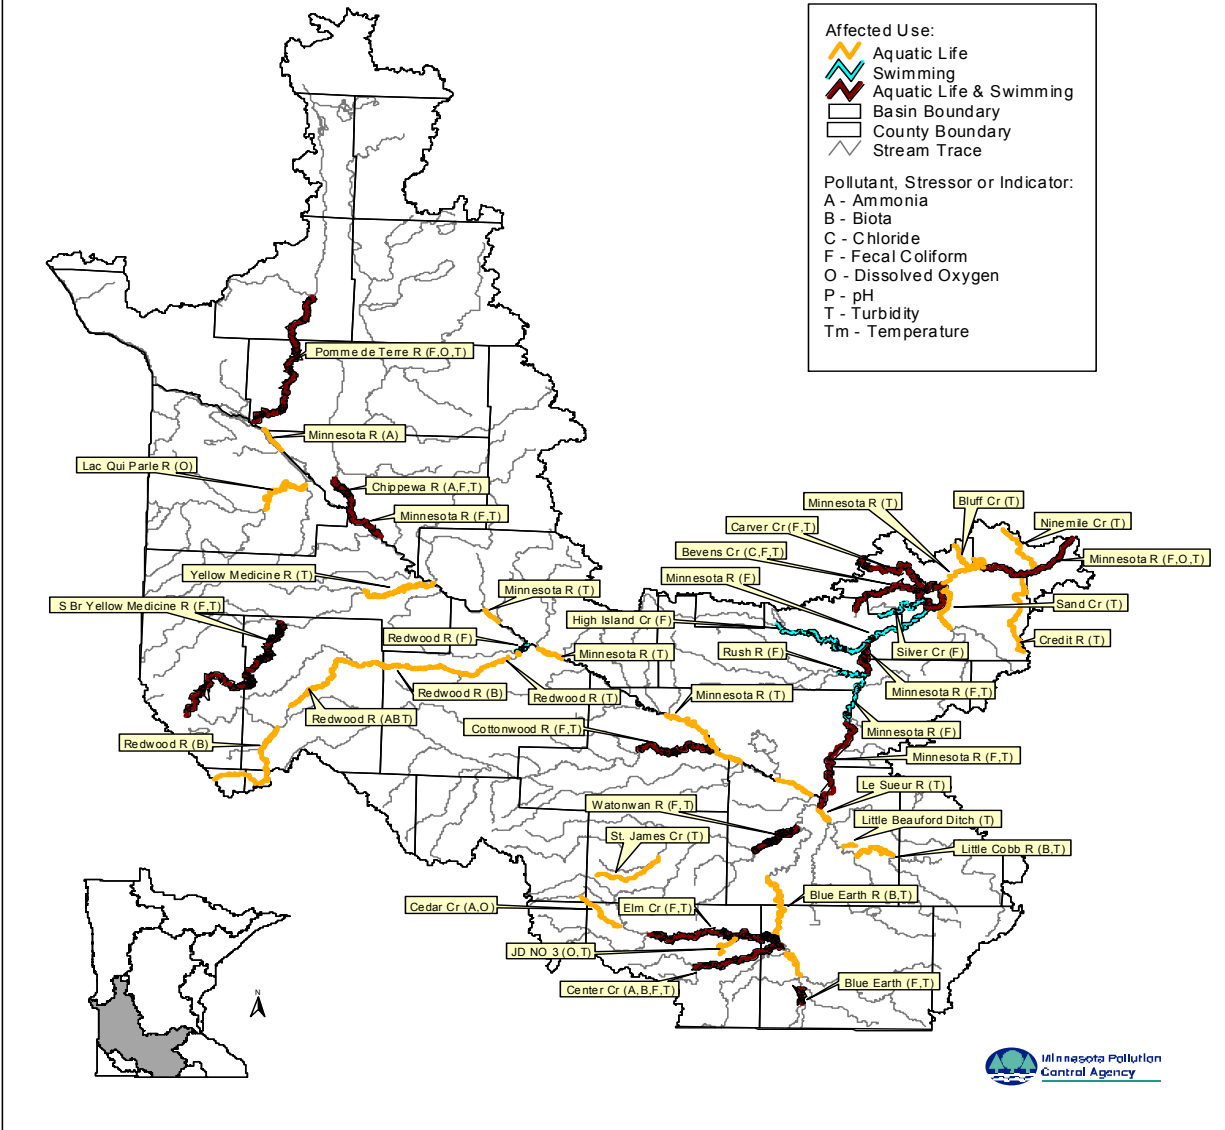 Affected Use:
Aquatic Life
Swimming
Aquatic Life & Swimming
Basin Boundary
County Boundary
Stream Trace
Pollutant, Stressor or Indicator:
A - Ammonia
B - Biota
C - Chloride
F - Fecal Coliform
O - Dissolved Oxygen
P - pH
T - Turbidity
Tm - Temperature
Pomme de Terre R (F,O,T)
Minnesota R (A)
Lac Qui Parle R (O)
Chippewa R (A,F,T)
Minnesota R (F,T)
Minnesota R (T)
Bluff Cr (T)
Carver Cr (F,T)
Ninemile Cr (T)
Bevens Cr (C,F,T)
Minnesota R (F,O,T)
Yellow Medicine R (T)
Minnesota R (F)
Minnesota R (T)
S Br Yellow Medicine R (F,T)
Sand Cr (T)
High Island Cr (F)
Redwood R (F)
Credit R (T)
Minnesota R (T)
Rush R (F)
Silver Cr (F)
Redwood R (B)
Redwood R (T)
Minnesota R (T)
Minnesota R (F,T)
Redwood R (ABT)
Cottonwood R (F,T)
Minnesota R (F)
Redwood R (B)
Minnesota R (F,T)
Le Sueur R (T)
Watonwan R (F,T)
Little Beauford Ditch (T)
St. James Cr (T)
Little Cobb R (B,T)
Blue Earth R (B,T)
Cedar Cr (A,O)
Elm Cr (F,T)
JD NO 3 (O,T)
Center Cr (A,B,F,T)
Blue Earth (F,T)
N
Minnesota Pollution
Control Agency